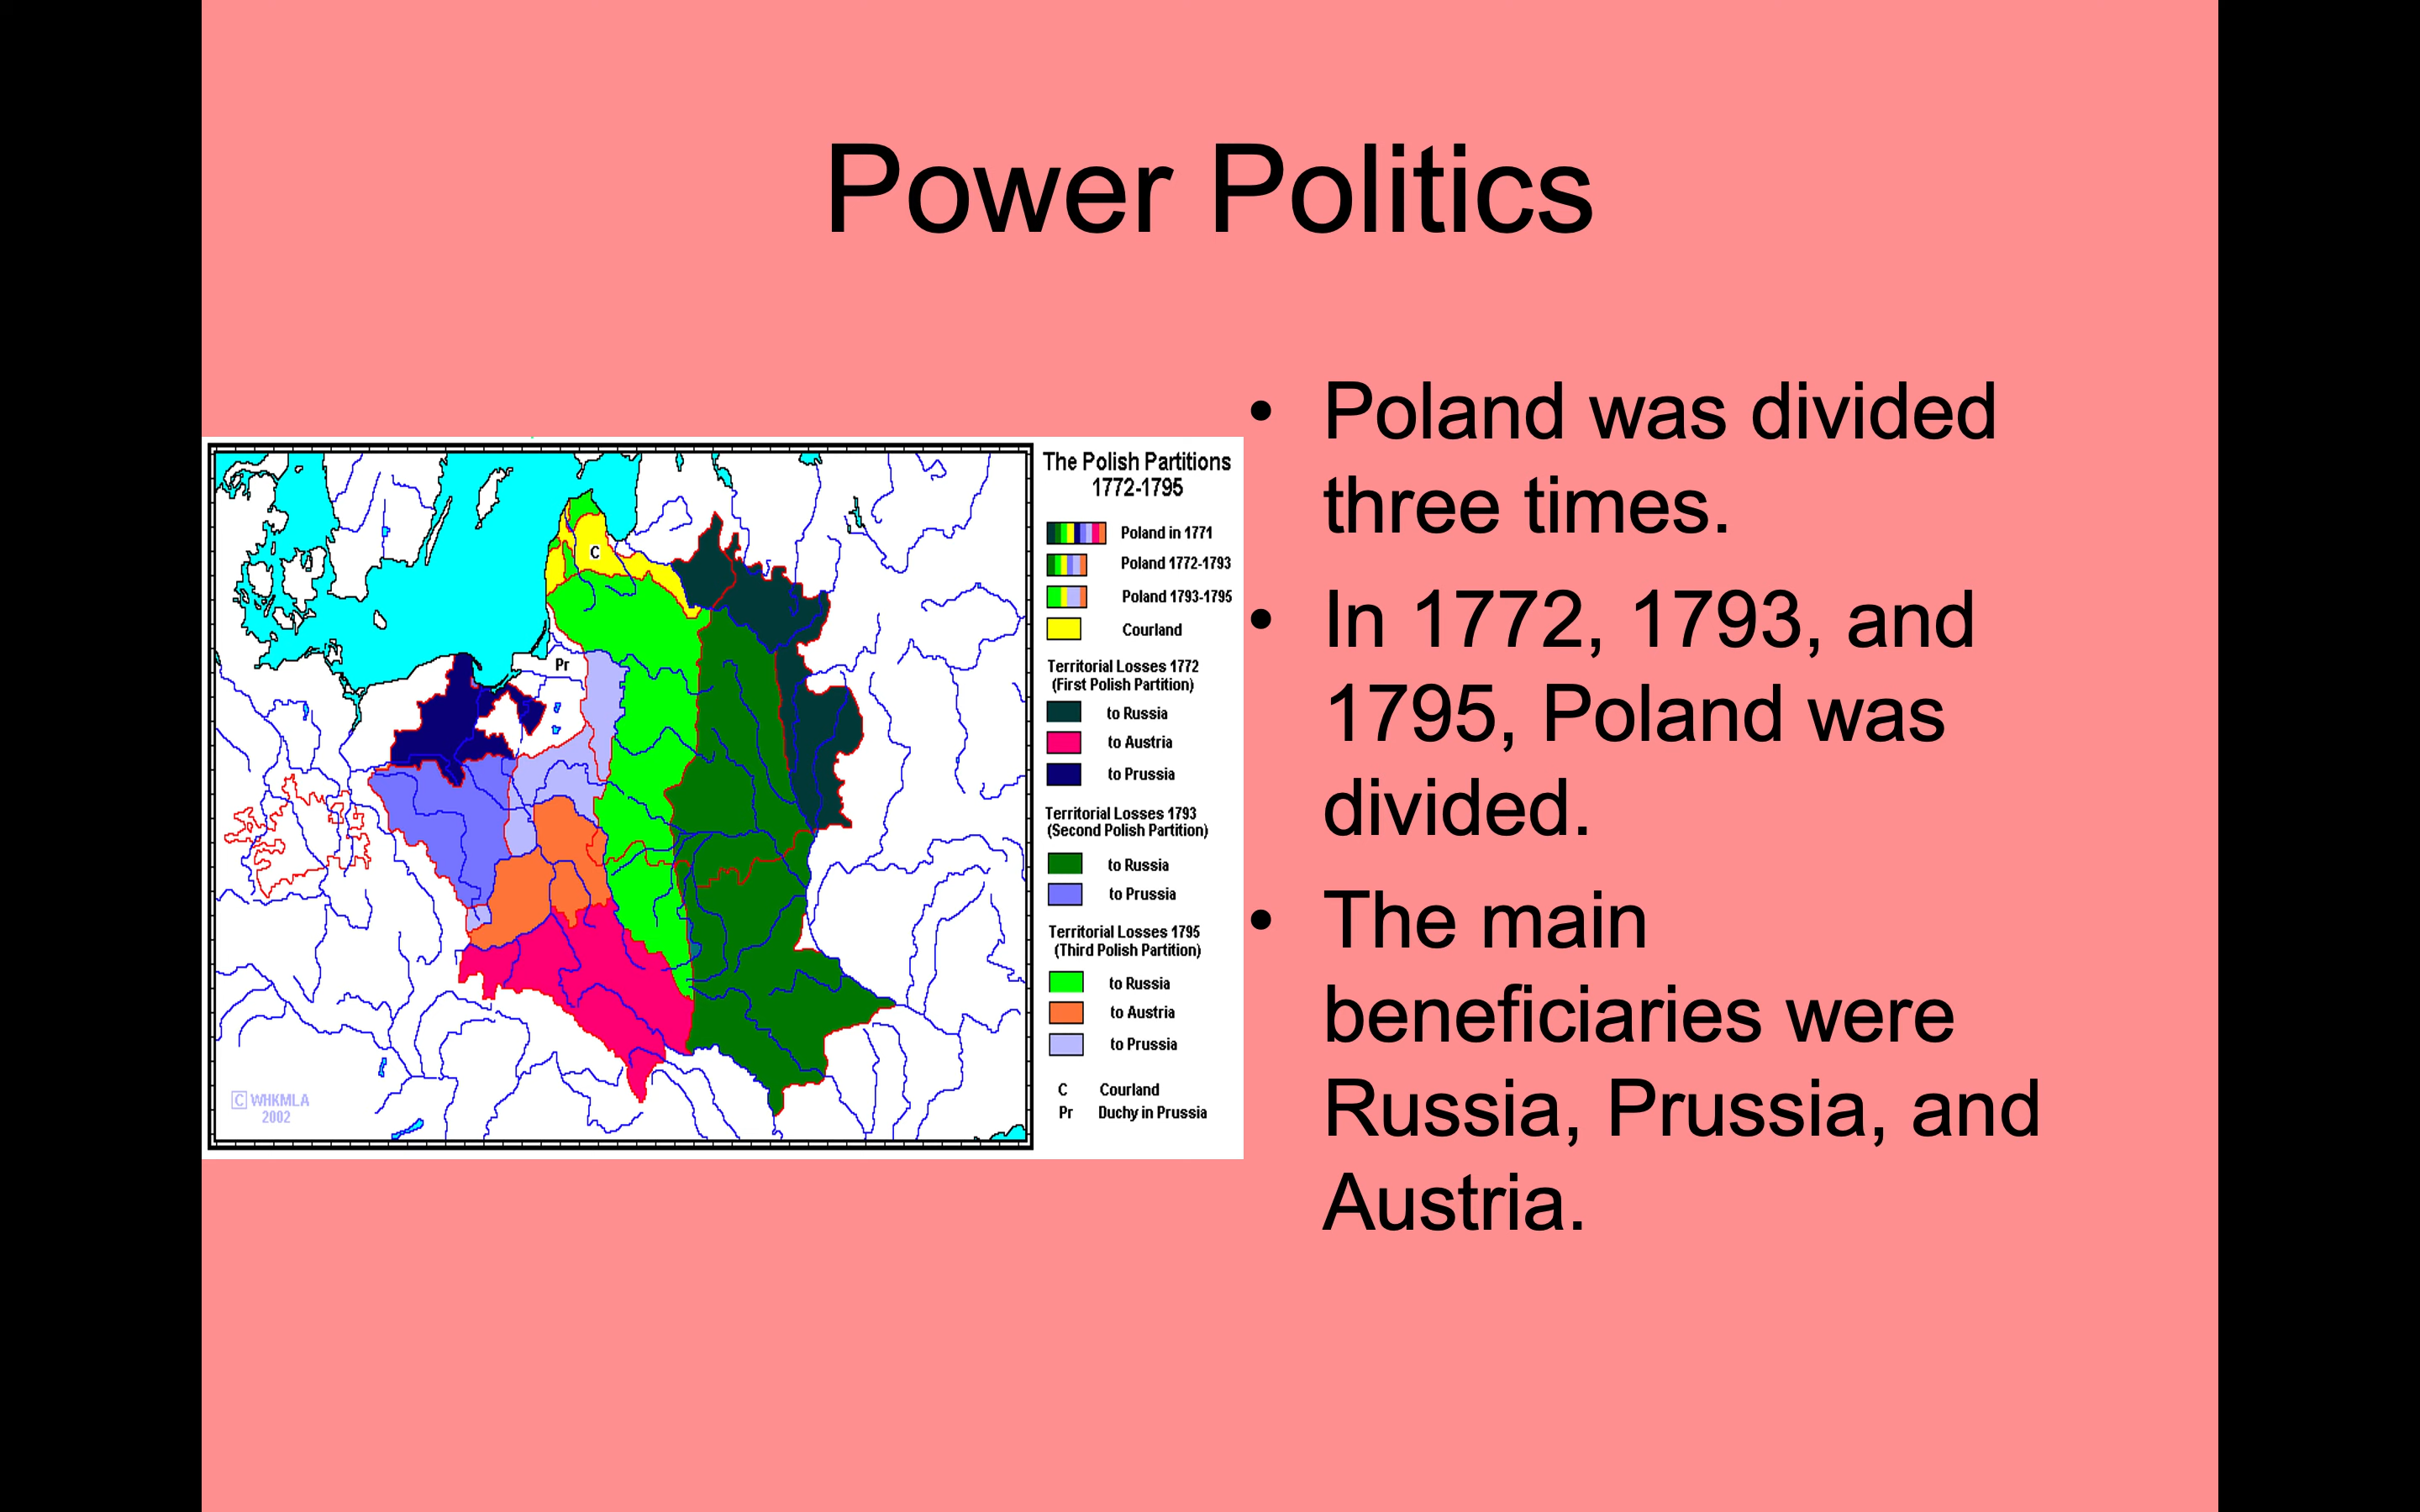 Power Politics
The Polish Partitions
1772-1795
Poland in 1771
Poland 1772-1793
Poland 1793-1795
Courland
Territorial Losses 1772
(First Polish Partition)
to Russia
to Austria
to Prussia
Territorial Losses 1793
(Second Polish Partition)
to Russia
to Prussia
Territorial Losses 1795
(Third Polish Partition)
to Russia
to Austria
to Prussia
C Courland
Pr Duchy in Prussia
C
Pr
C WHKMLA
2002
• Poland was divided
three times.
• In 1772, 1793, and
1795, Poland was
divided.
• The main
beneficiaries were
Russia, Prussia, and
Austria.